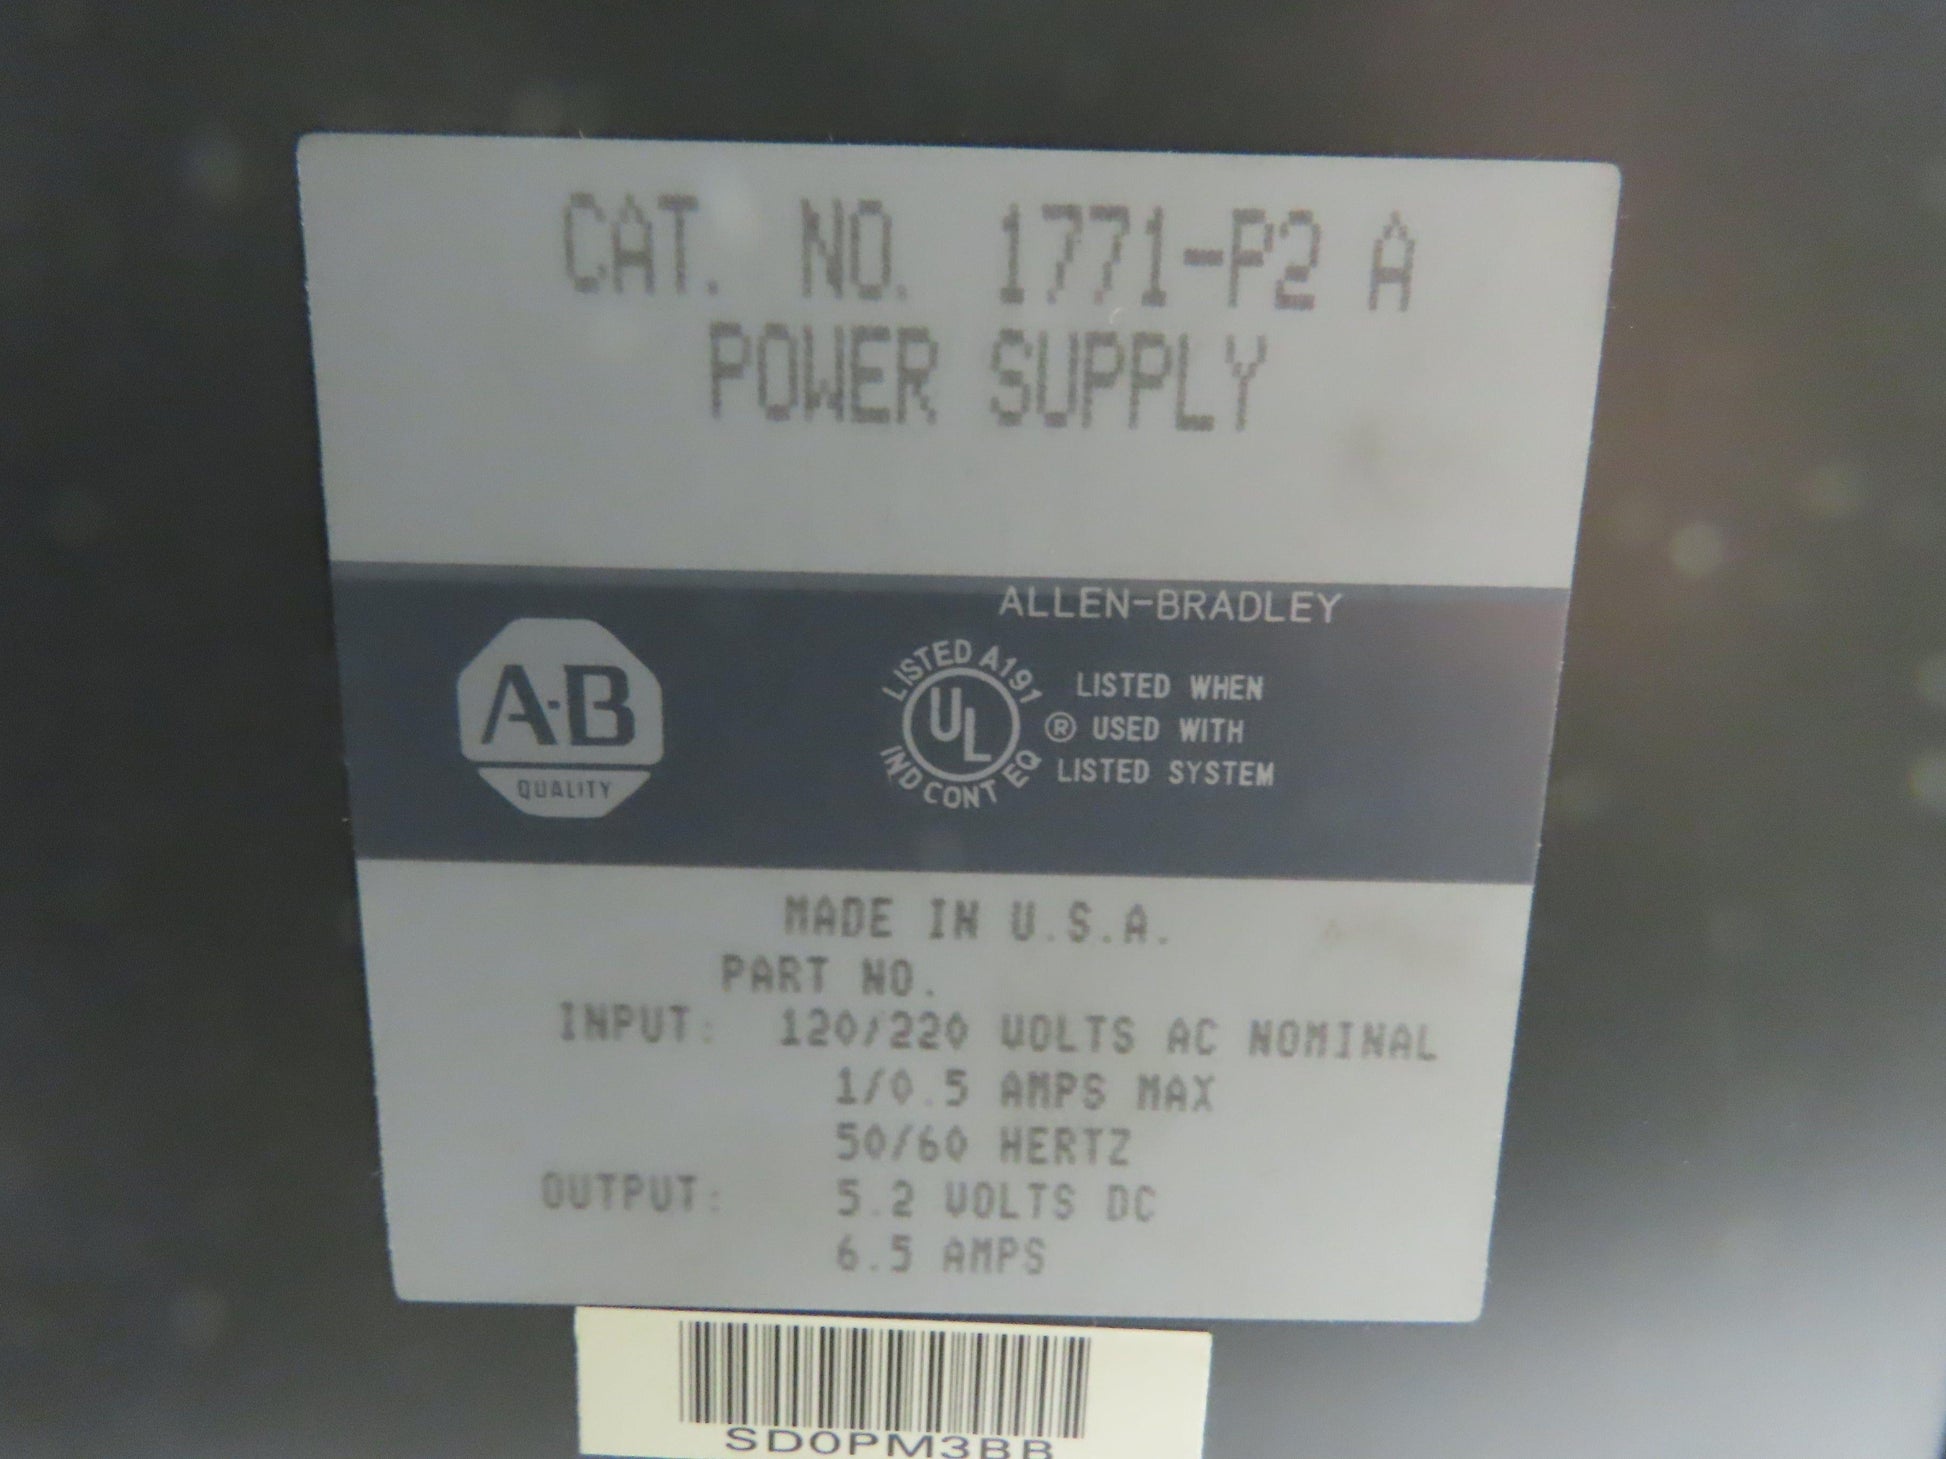 CAT. NO. 1771-P2 A
POWER SUPPLY
ALLEN-BRADLEY
A-B
QUALITY
LISTED A191
UL
IND CONT EQ
LISTED WHEN
® USED WITH
LISTED SYSTEM
MADE IN U.S.A.
PART NO.
INPUT: 120/220 VOLTS AC NOMINAL
1/0.5 AMPS MAX
50/60 HERTZ
OUTPUT: 5.2 VOLTS DC
6.5 AMPS
SD0PM3BB